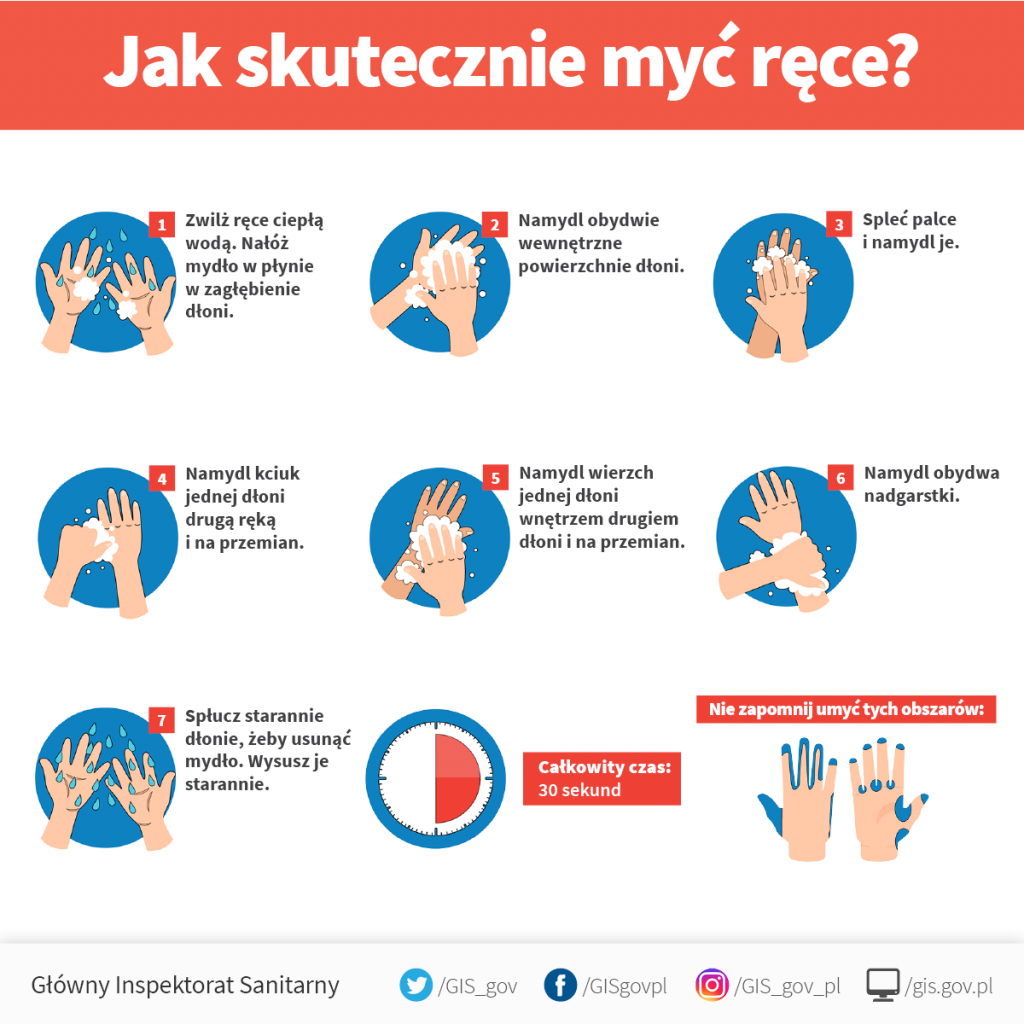 Jak skutecznie myć ręce?
1
Zwilż ręce ciepłą
wodą. Nałóż
mydło w płynie
w zagłębienie
dłoni.
2
Namydl obydwie
wewnętrzne
powierzchnie dłoni.
3
Spleć palce
i namydl je.
4
Namydl kciuk
jednej dłoni
drugą ręką
i na przemian.
5
Namydl wierzch
jednej dłoni
wnętrzem drugiem
dłoni i na przemian.
6
Namydl obydwa
nadgarstki.
7
Spłucz starannie
dłonie, żeby usunąć
mydło. Wysusz je
starannie.
Całkowity czas:
30 sekund
Nie zapomnij umyć tych obszarów:
Główny Inspektorat Sanitarny
/GIS_gov
/GISgovpl
/GIS_gov_pl
/gis.gov.pl